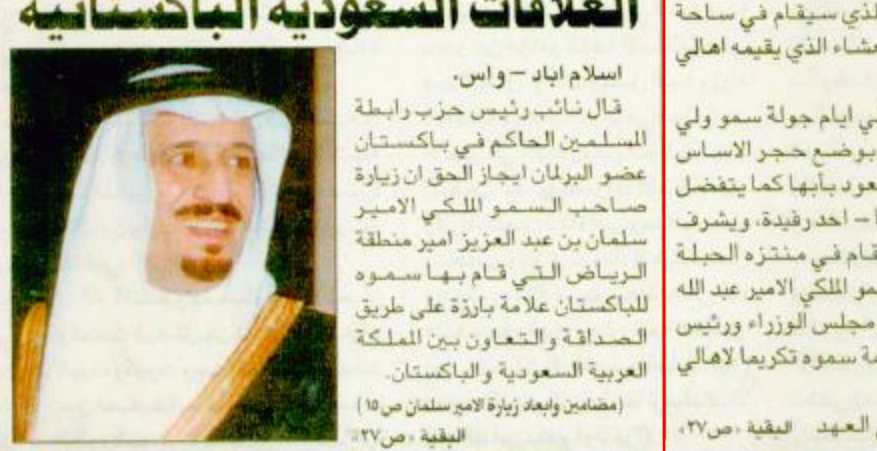 العلاقات السعودية الباكستانية
اسلام اباد – واس.
قال نائب رئيس حزب رابطة
المسلمين الحاكم في باكستان
عضو البرلمان ايجاز الحق ان زيارة
صاحب السمو الملكي الامير
سلمان بن عبد العزيز امير منطقة
الرياض التي قام بها سموه
للباكستان علامة بارزة على طريق
الصداقة والتعاون بين المملكة
العربية السعودية والباكستان.
(مضامين وابعاد زيارة الامير سلمان ص ١٥)
البقية «ص٢٧»
لذي سيقام في ساحة
عشاء الذي يقيمه اهالي
ي ايام جولة سمو ولي
بوضع حجر الاساس
عود بأبها كما يتفضل
ا – احد رفيدة، ويشرف
قام في منتزه الحبلة
مو الملكي الامير عبد الله
مجلس الوزراء ورئيس
مة سموه تكريما لاهالي
العهد البقية «ص٢٧»